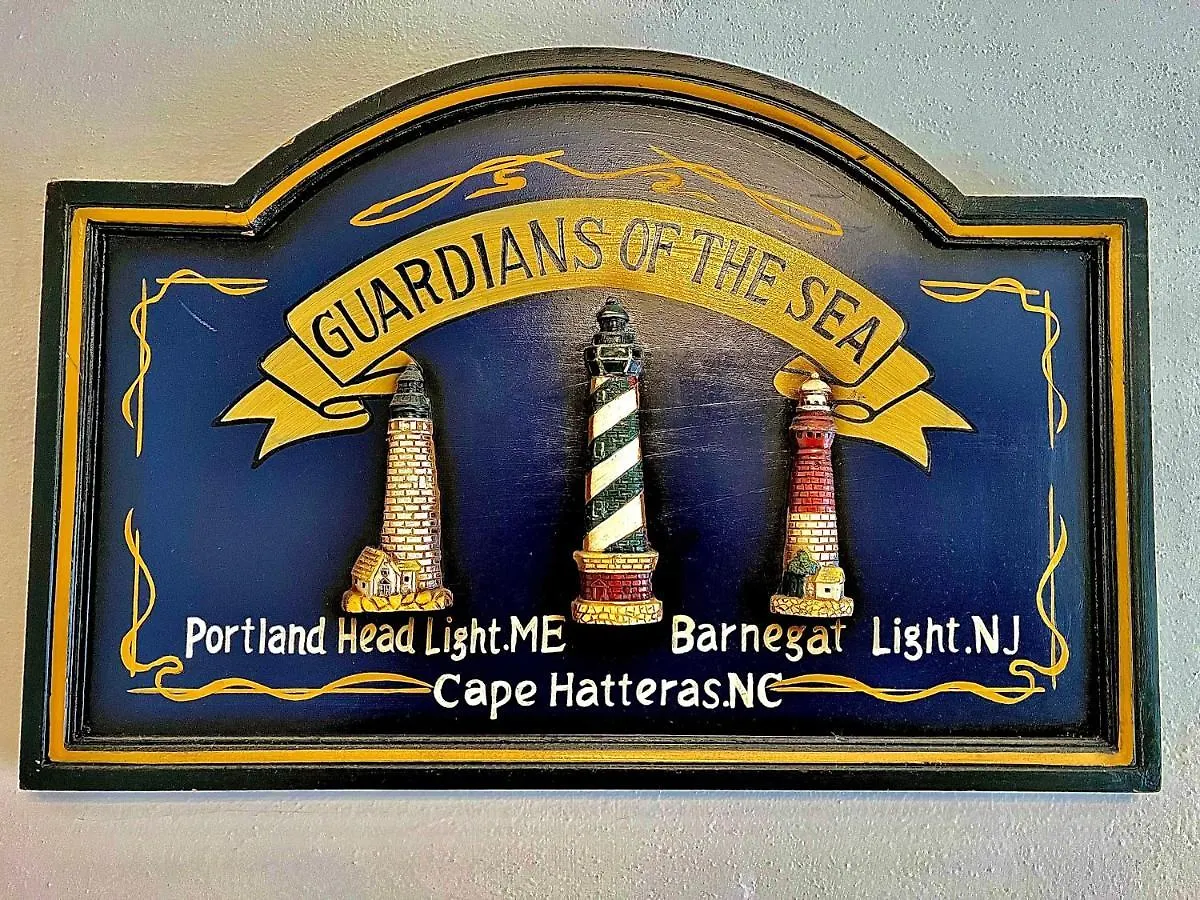 GUARDIANS OF THE SEA
Portland Head Light.ME
Barnegat Light.NJ
Cape Hatteras.NC